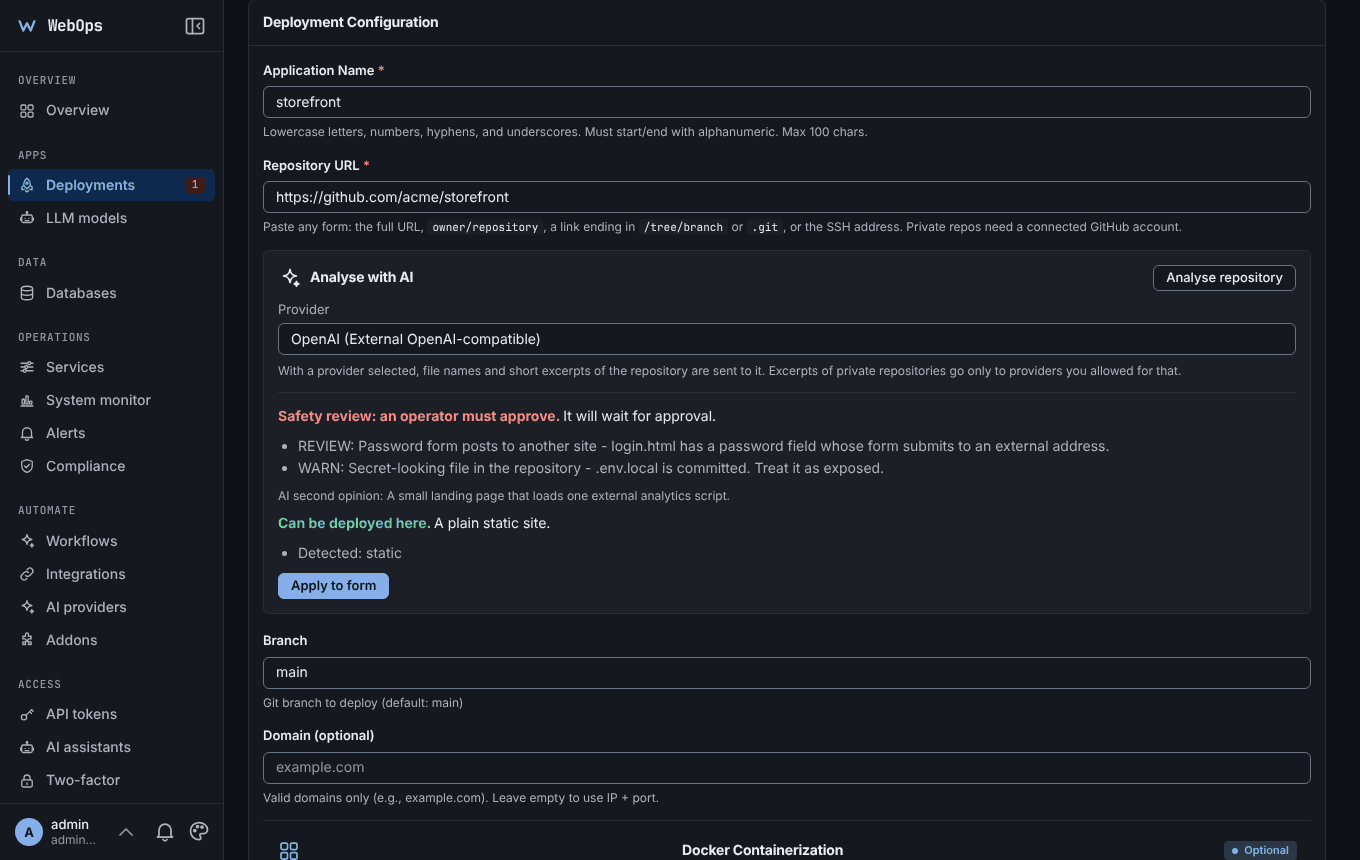 WebOps
OVERVIEW
Overview
APPS
Deployments 1
LLM models
DATA
Databases
OPERATIONS
Services
System monitor
Alerts
Compliance
AUTOMATE
Workflows
Integrations
AI providers
Addons
ACCESS
API tokens
AI assistants
Two-factor
A
admin
admin...
Deployment Configuration
Application Name *
storefront
Lowercase letters, numbers, hyphens, and underscores. Must start/end with alphanumeric. Max 100 chars.
Repository URL *
https://github.com/acme/storefront
Paste any form: the full URL, owner/repository , a link ending in /tree/branch or .git , or the SSH address. Private repos need a connected GitHub account.
Analyse with AI
Analyse repository
Provider
OpenAI (External OpenAI-compatible)
With a provider selected, file names and short excerpts of the repository are sent to it. Excerpts of private repositories go only to providers you allowed for that.
Safety review: an operator must approve. It will wait for approval.
• REVIEW: Password form posts to another site - login.html has a password field whose form submits to an external address.
• WARN: Secret-looking file in the repository - .env.local is committed. Treat it as exposed.
AI second opinion: A small landing page that loads one external analytics script.
Can be deployed here. A plain static site.
• Detected: static
Apply to form
Branch
main
Git branch to deploy (default: main)
Domain (optional)
example.com
Valid domains only (e.g., example.com). Leave empty to use IP + port.
Docker Containerization
Optional